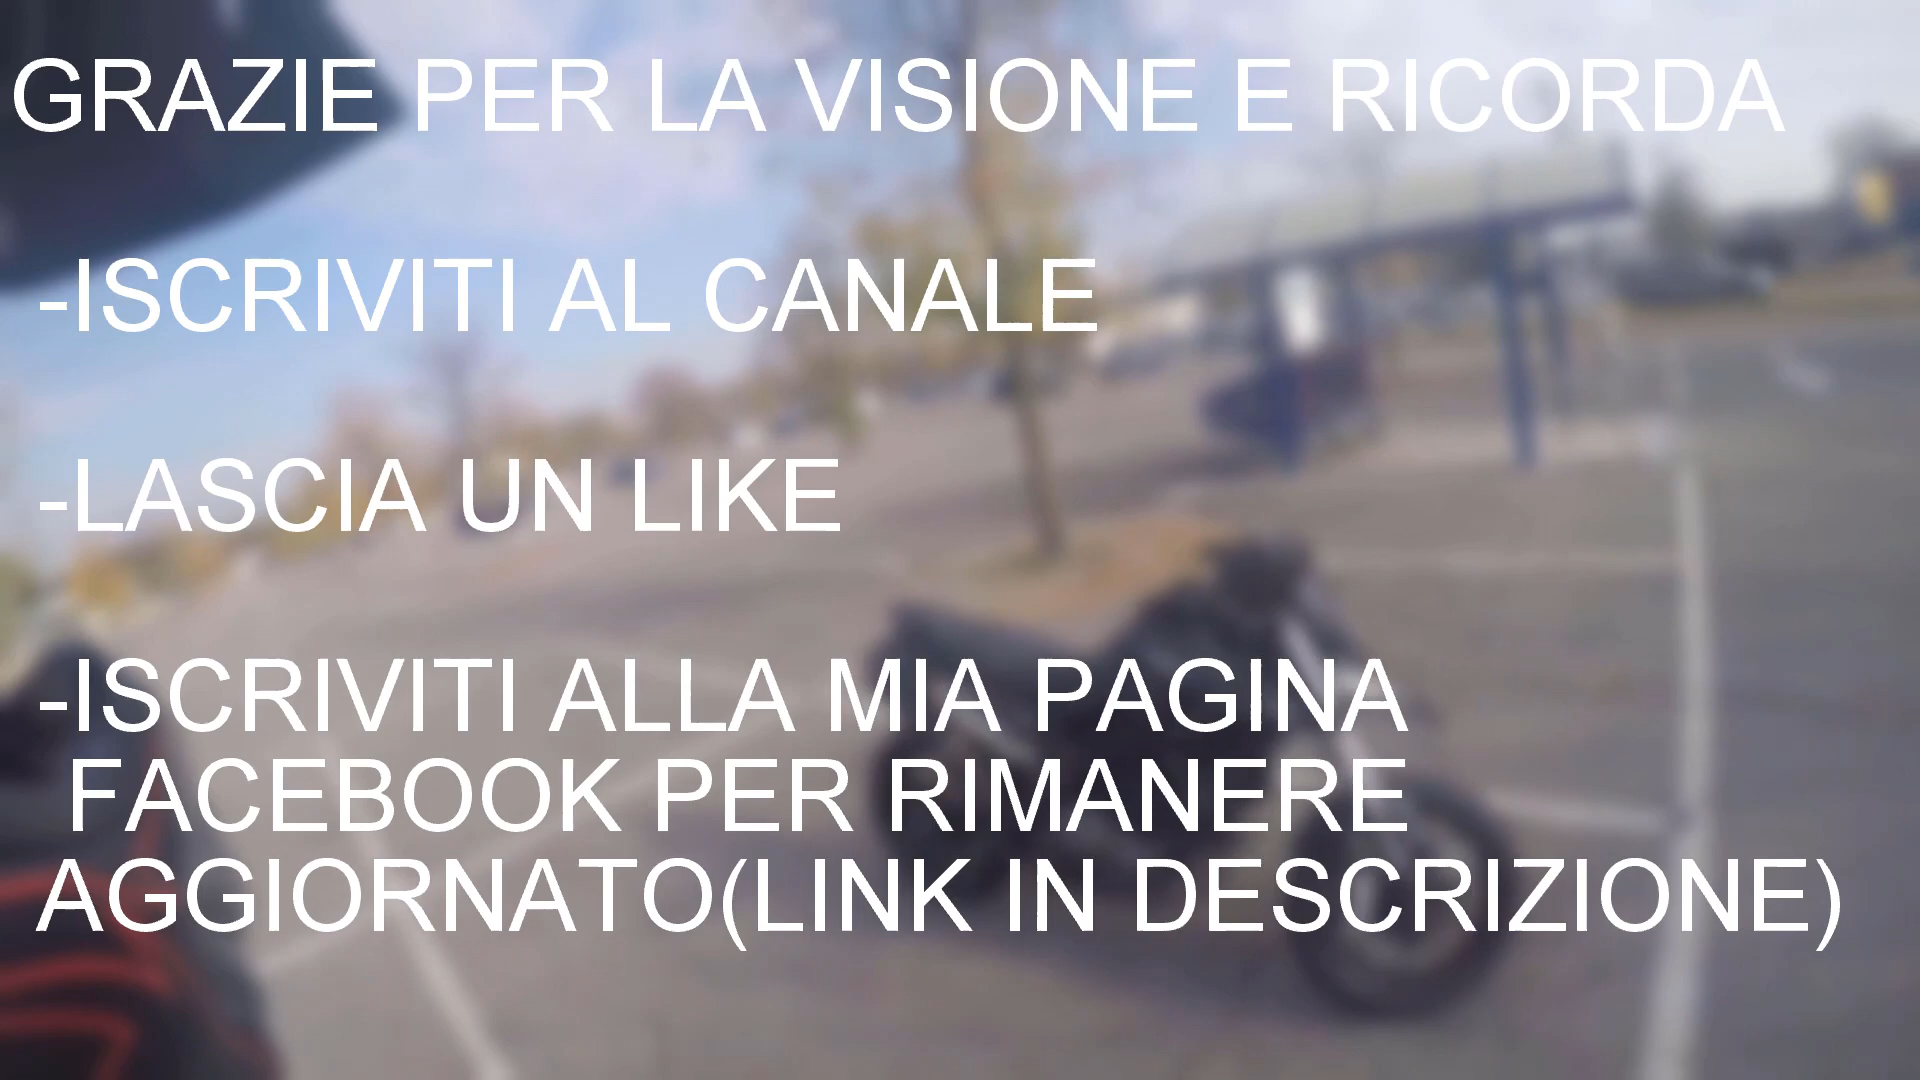 GRAZIE PER LA VISIONE E RICORDA
-ISCRIVITI AL CANALE
-LASCIA UN LIKE
-ISCRIVITI ALLA MIA PAGINA
FACEBOOK PER RIMANERE
AGGIORNATO(LINK IN DESCRIZIONE)